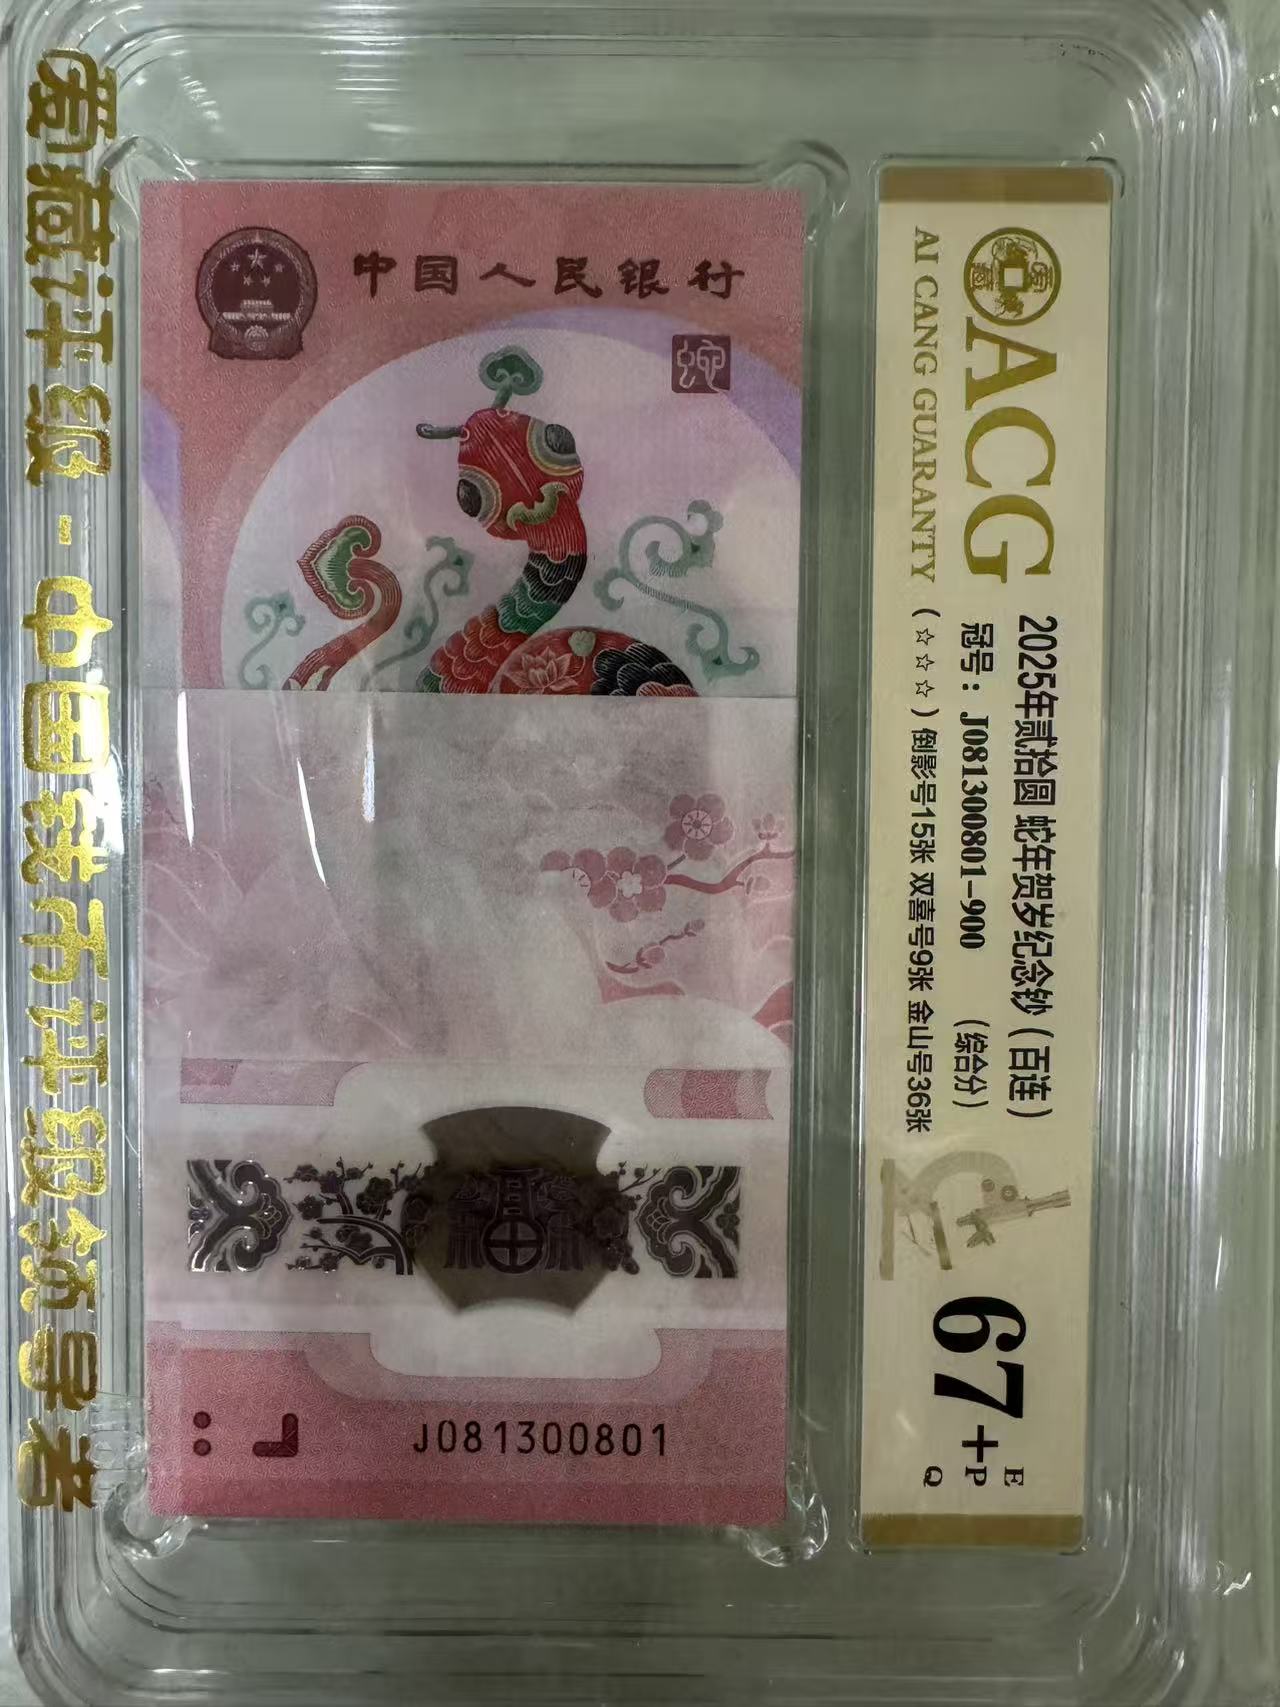 爱藏评级-中国钱币评级领导者
中国人民银行
蛇
J081300801
ACG
AI CANG GUARANTY
2025年贰拾圆 蛇年贺岁纪念钞（百连）
冠号：J081300801-900 （综合分）
（☆☆☆）倒影号15张 双喜号9张 金山号36张
67+
E
P
Q